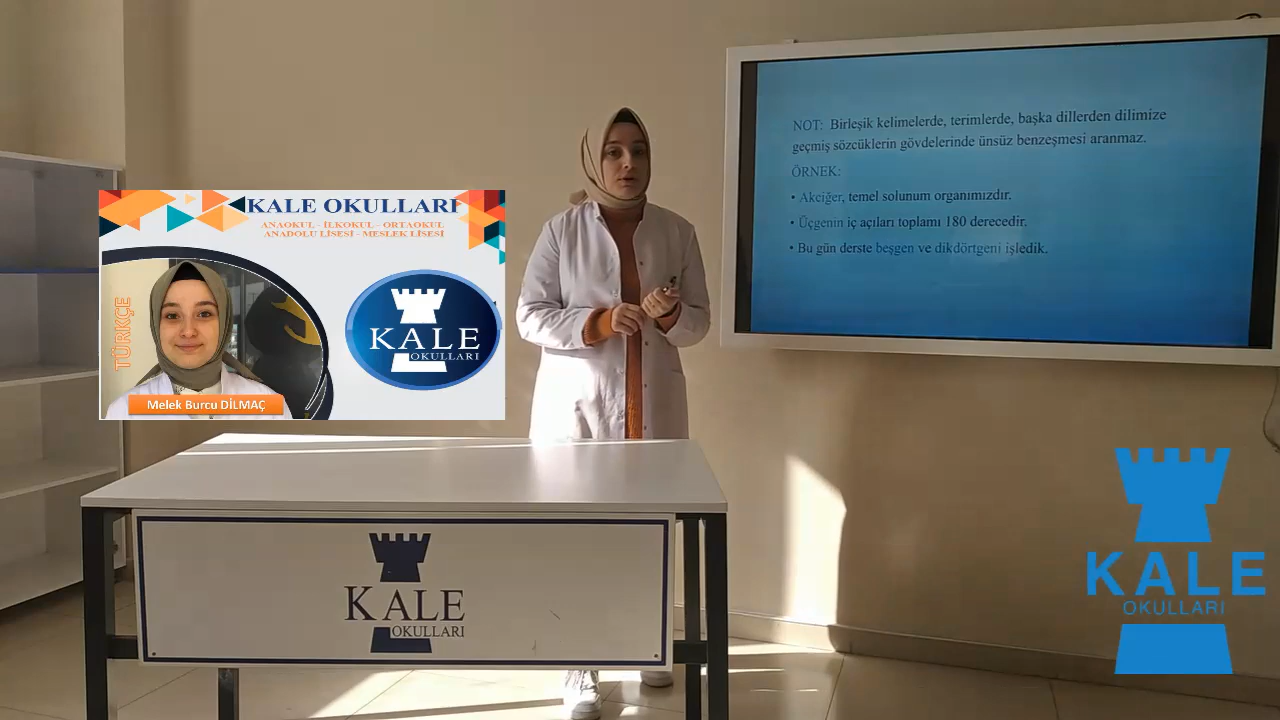 KALE OKULLARI
ANAOKUL - İLKOKUL - ORTAOKUL
ANADOLU LİSESİ - MESLEK LİSESİ
TÜRKÇE
KALE
OKULLARI
Melek Burcu DİLMAÇ
NOT: Birleşik kelimelerde, terimlerde, başka dillerden dilimize
geçmiş sözcüklerin gövdelerinde ünsüz benzeşmesi aranmaz.
ÖRNEK:
• Akciğer, temel solunum organımızdır.
• Üçgenin iç açıları toplamı 180 derecedir.
• Bu gün derste beşgen ve dikdörtgeni işledik.
KALE
OKULLARI
KALE
OKULLARI